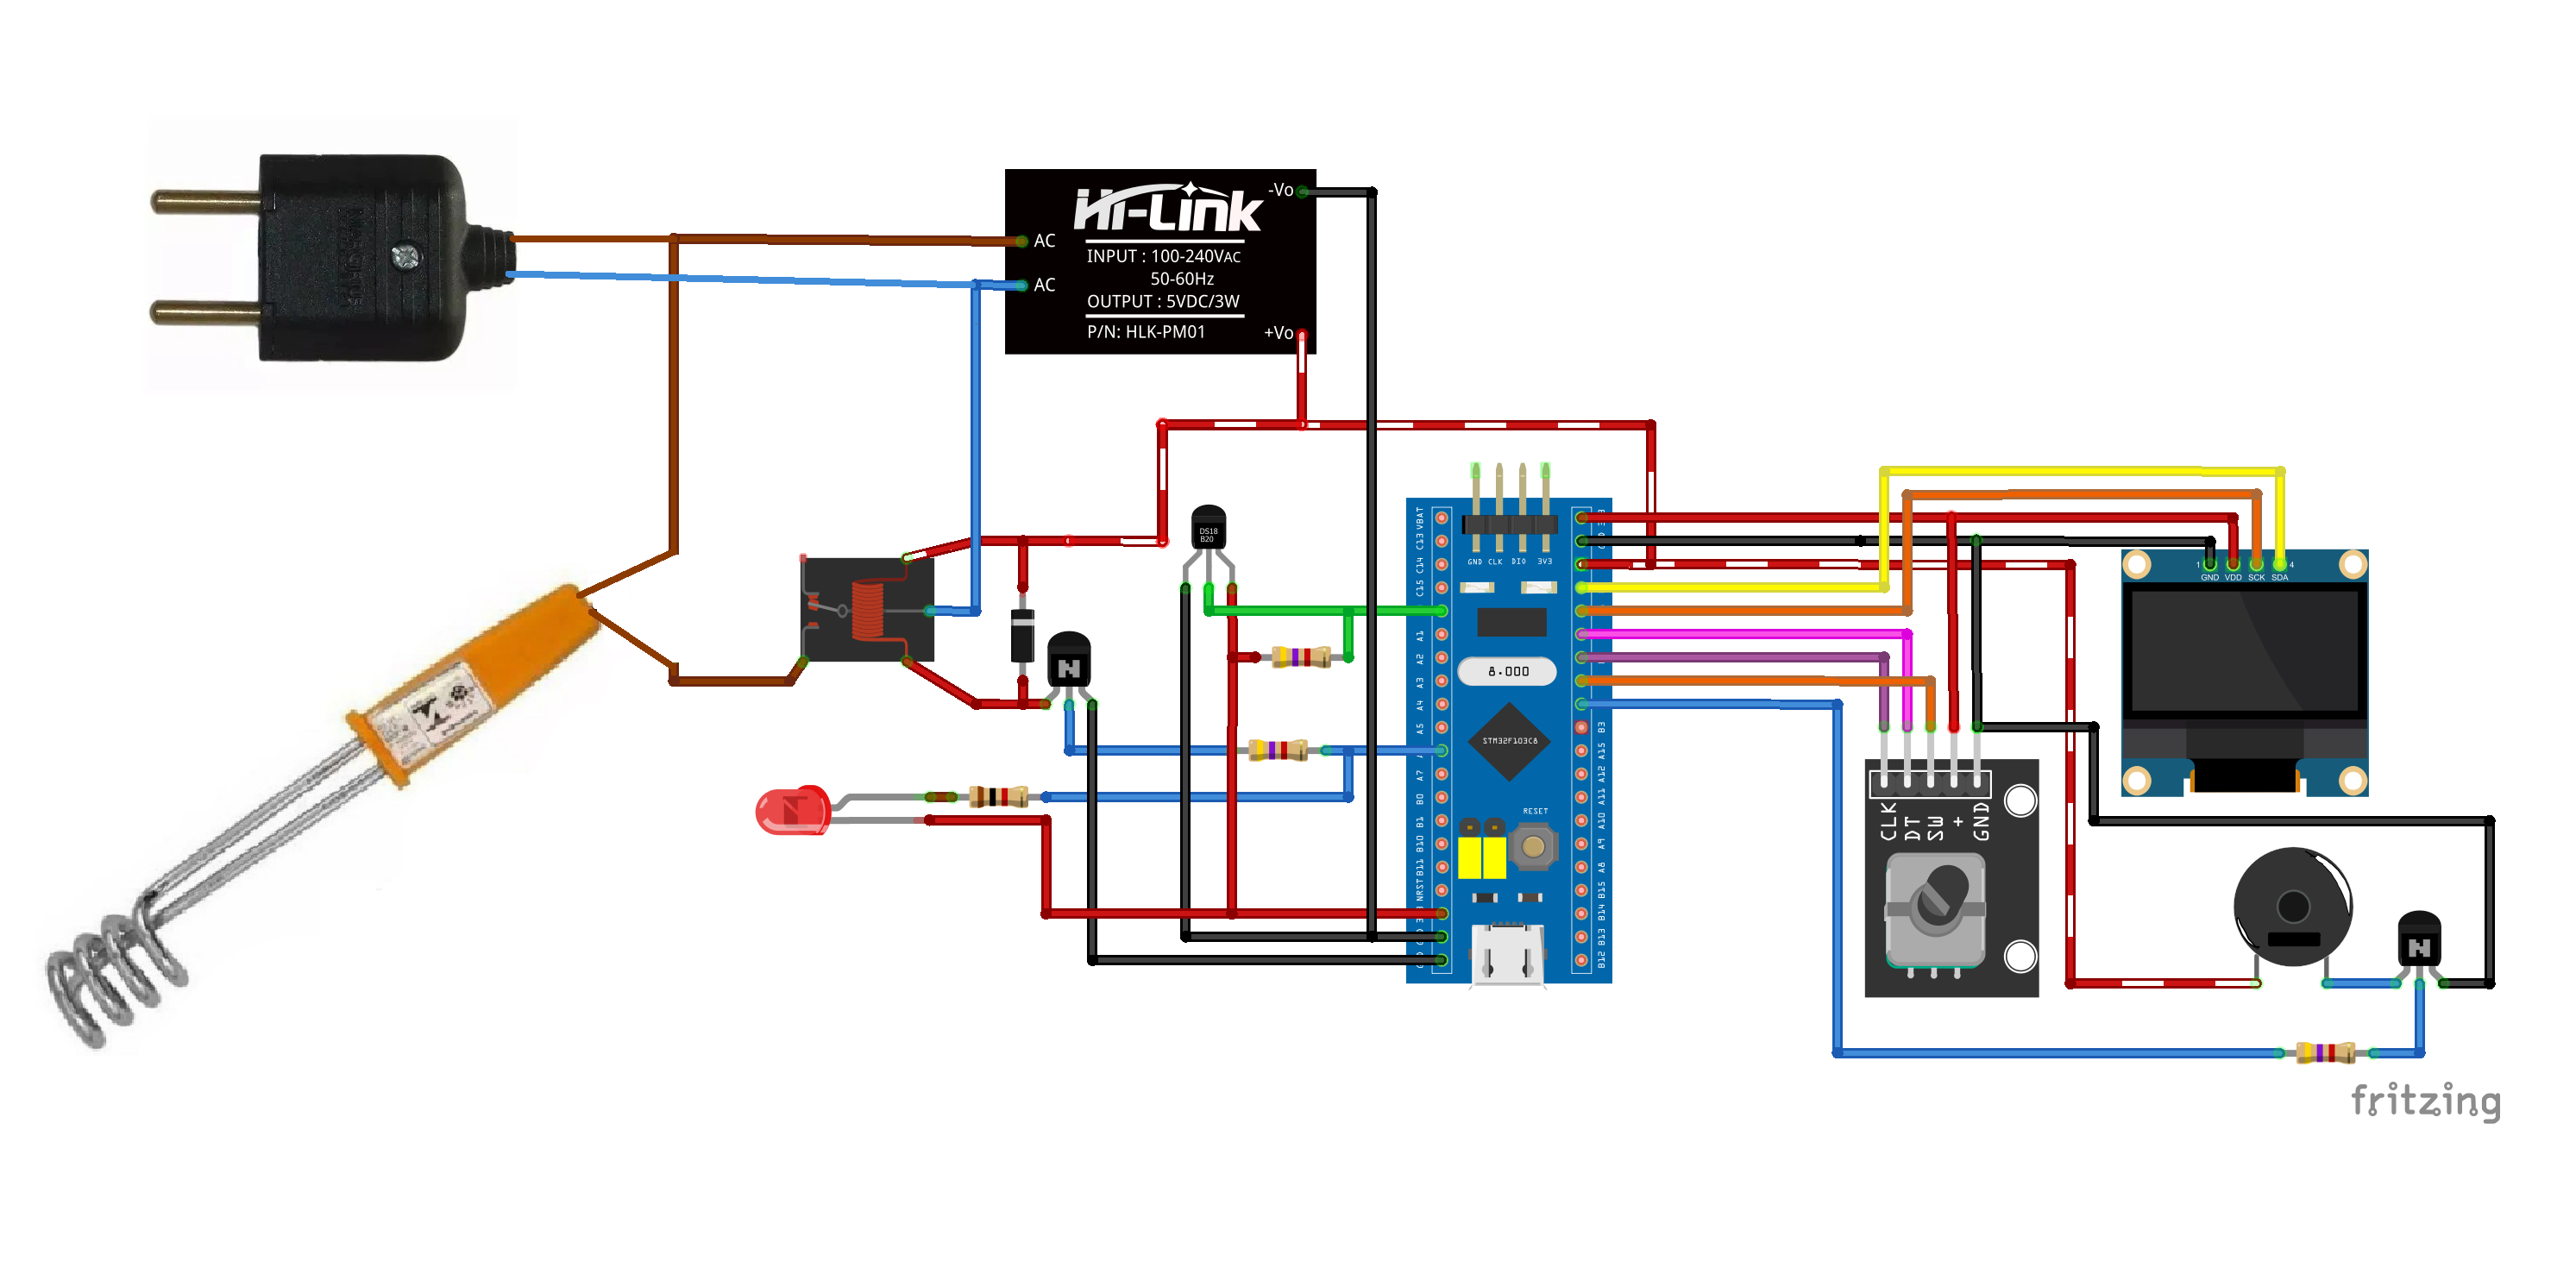 Hi-Link
-Vo
AC
INPUT : 100-240VAC
AC
50-60Hz
OUTPUT : 5VDC/3W
+Vo
P/N: HLK-PM01
DS18
B20
N
VBAT
C13
C14
C15
A1
A2
A3
A4
A5
A7
B0
B1
B10
B11
NRST
GND CLK DIO 3V3
8.000
STM32F103C8
RESET
B3
A15
A12
A11
A10
A9
A8
B15
B14
B13
B12
1 4
GND VDD SCK SDA
CLK
DT
SW
+
GND
N
fritzing